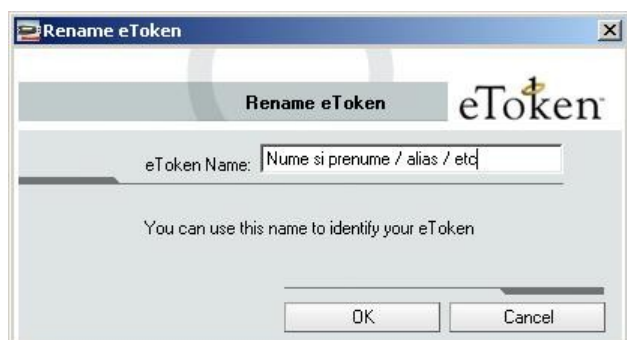 Rename eToken
Rename eToken
eToken
eToken Name: Nume si prenume / alias / etc
You can use this name to identify your eToken
OK Cancel